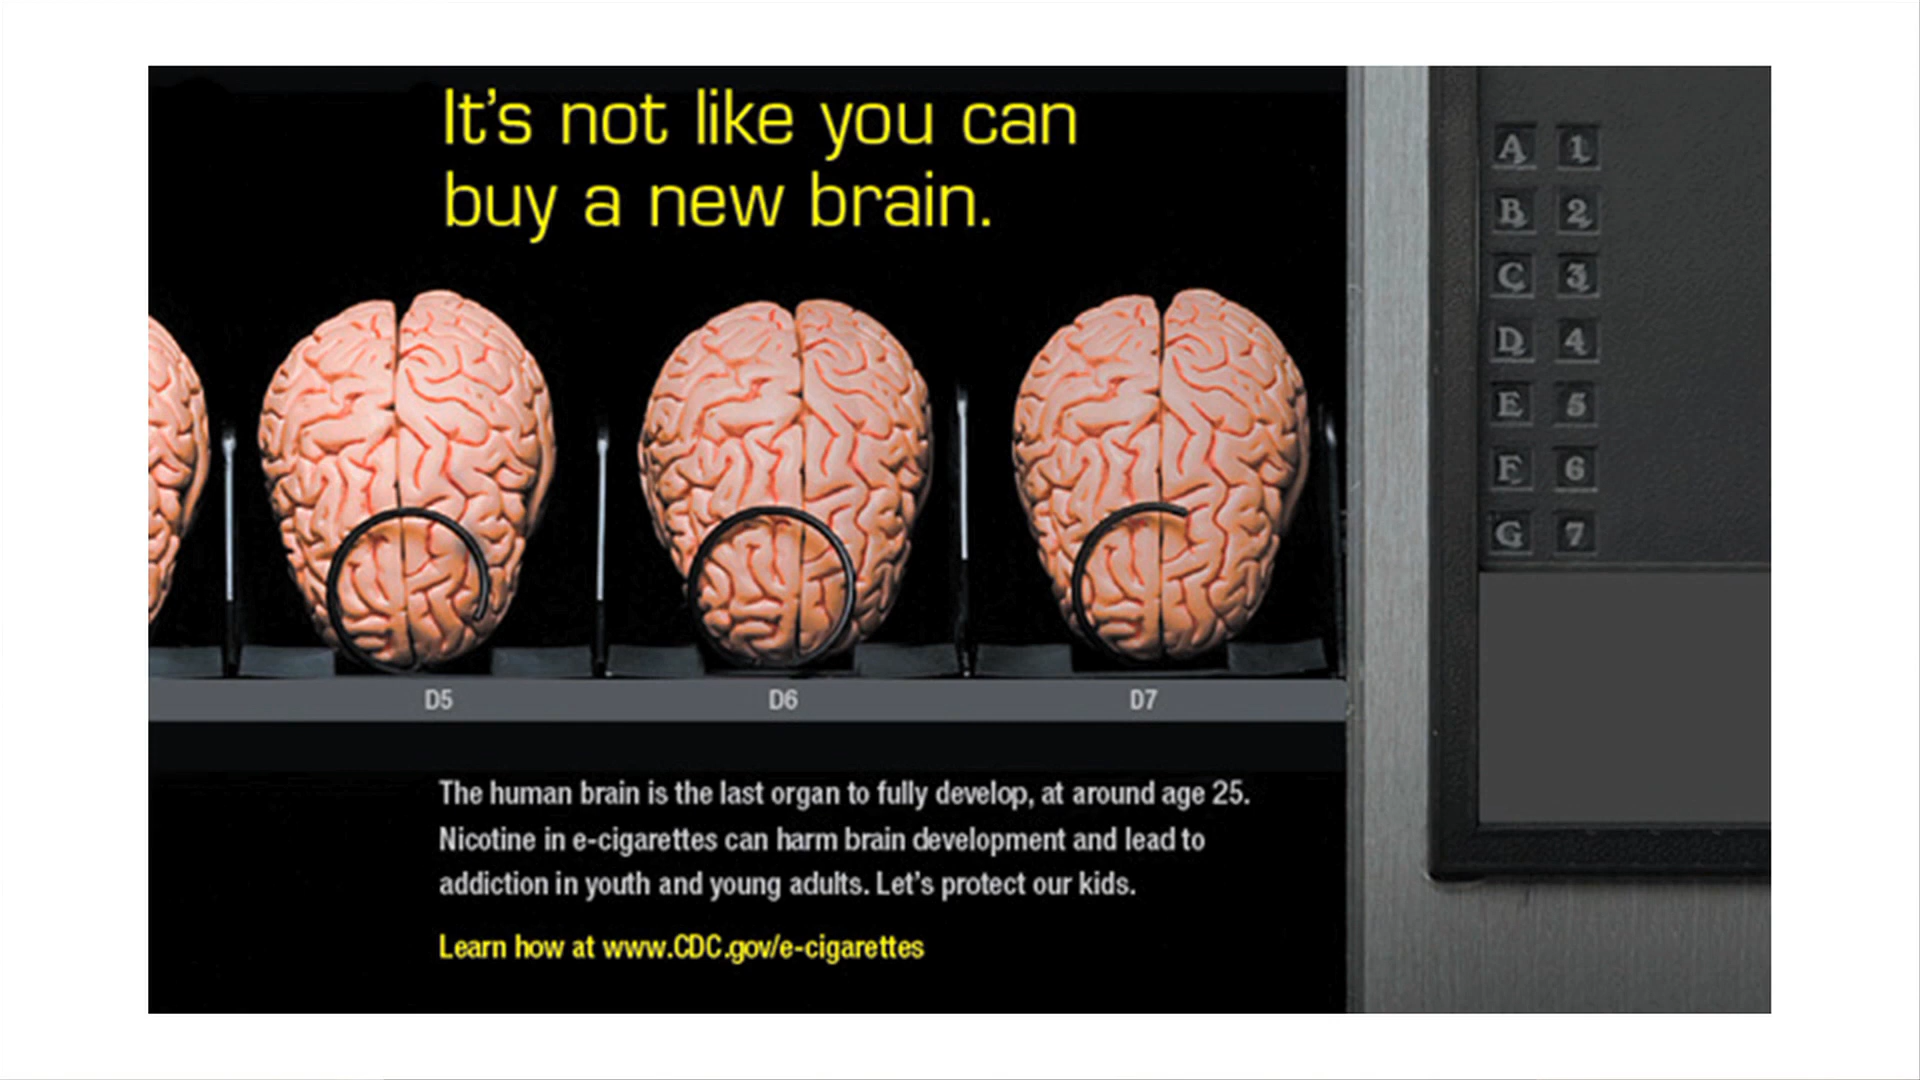 It's not like you can
buy a new brain.
A 1
B 2
C 3
D 4
E 5
F 6
G 7
D5 D6 D7
The human brain is the last organ to fully develop, at around age 25.
Nicotine in e-cigarettes can harm brain development and lead to
addiction in youth and young adults. Let's protect our kids.
Learn how at www.CDC.gov/e-cigarettes